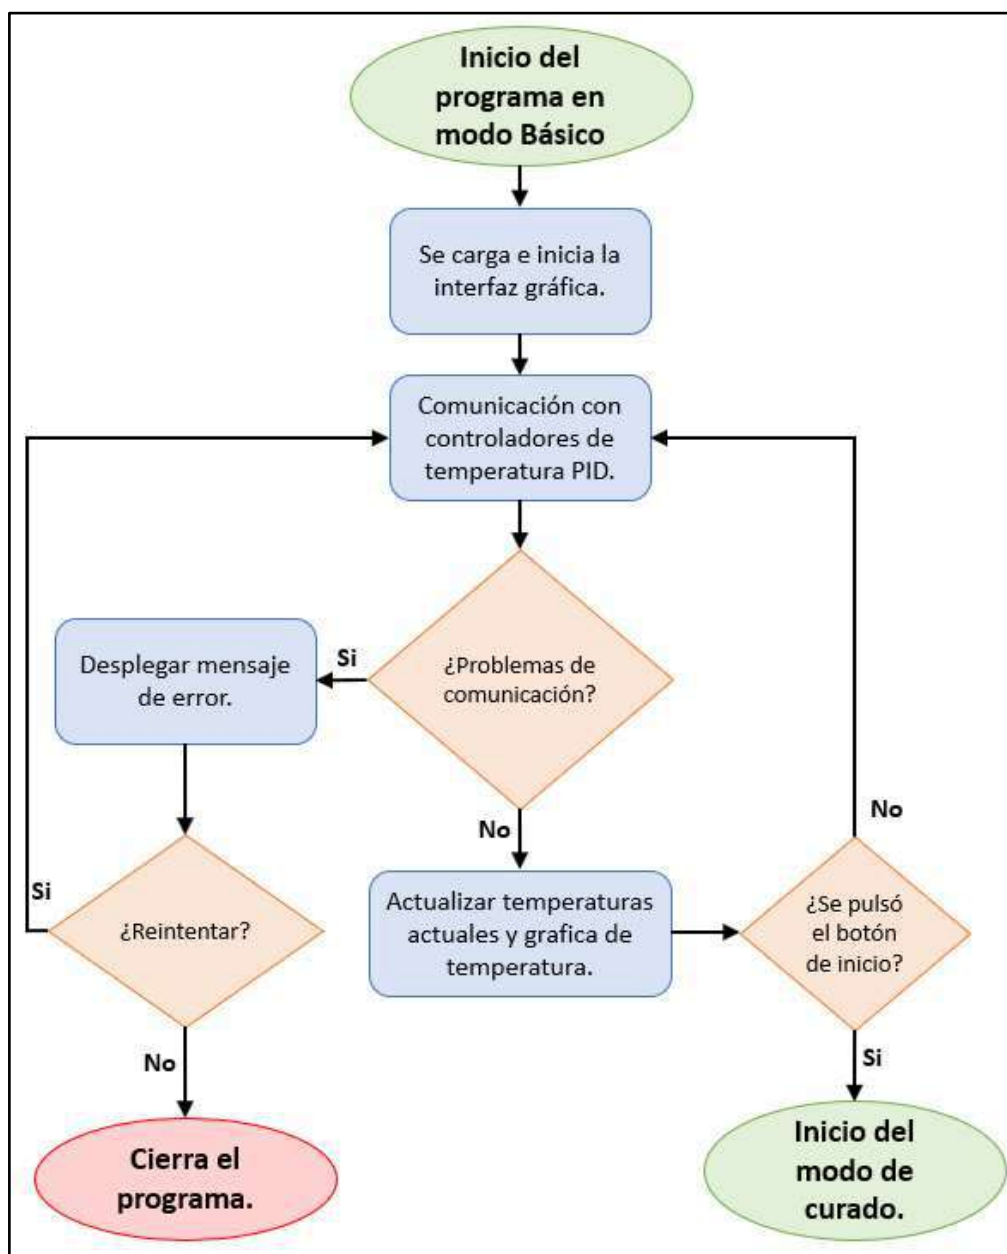 Inicio del
programa en
modo Básico
Se carga e inicia la
interfaz gráfica.
Comunicación con
controladores de
temperatura PID.
¿Problemas de
comunicación?
Si
Desplegar mensaje
de error.
No
¿Reintentar?
Si
No
Cierra el
programa.
Actualizar temperaturas
actuales y grafica de
temperatura.
¿Se pulsó
el botón
de inicio?
No
Si
Inicio del
modo de
curado.